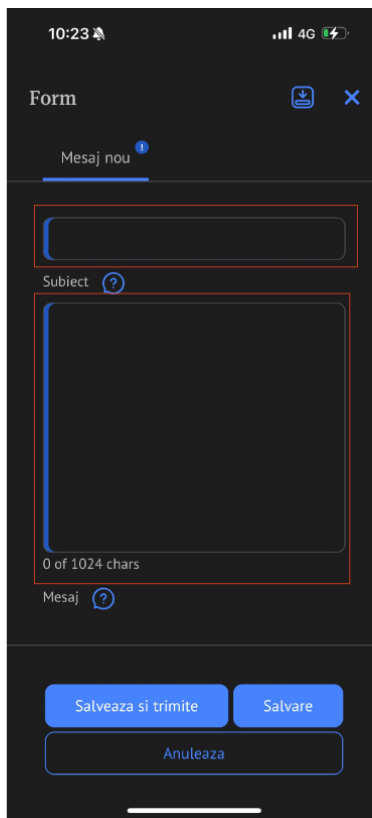 10:23
4G
Form
Mesaj nou
!
Subiect ?
0 of 1024 chars
Mesaj ?
Salveaza si trimite
Salvare
Anuleaza